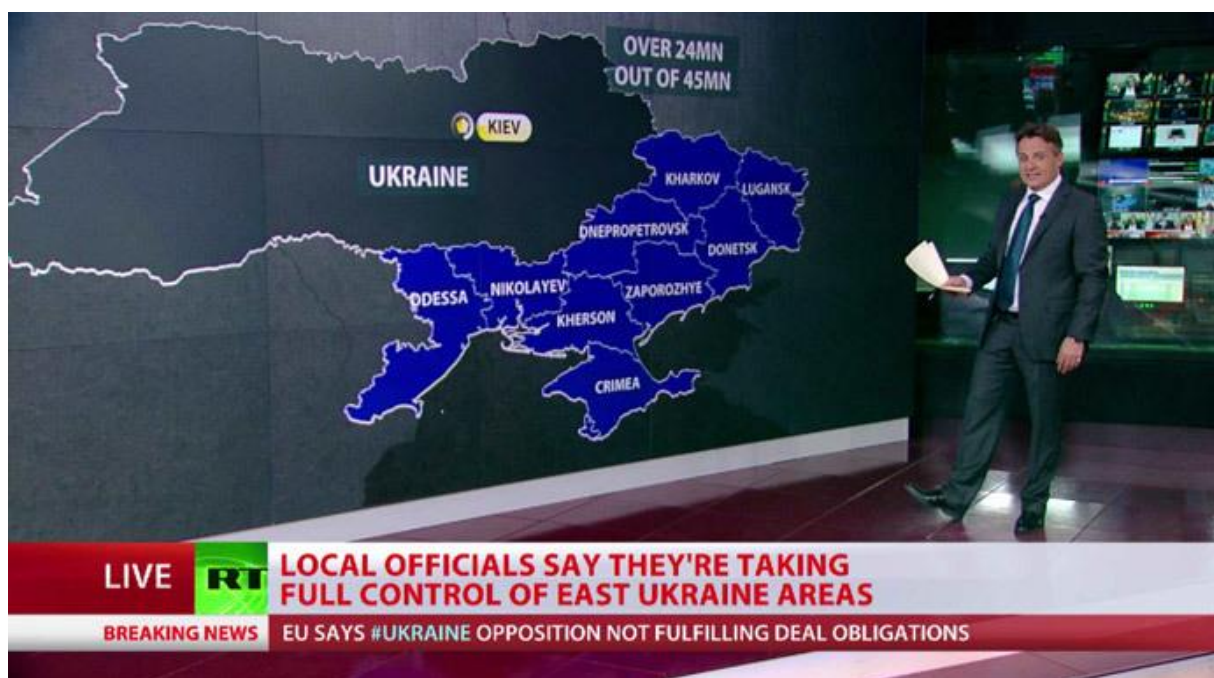 OVER 24MN
OUT OF 45MN
KIEV
UKRAINE
KHARKOV
LUGANSK
DNEPROPETROVSK
DONETSK
ODESSA
NIKOLAYEV
ZAPOROZHYE
KHERSON
CRIMEA
LIVE
RT
LOCAL OFFICIALS SAY THEY'RE TAKING
FULL CONTROL OF EAST UKRAINE AREAS
BREAKING NEWS
EU SAYS #UKRAINE OPPOSITION NOT FULFILLING DEAL OBLIGATIONS